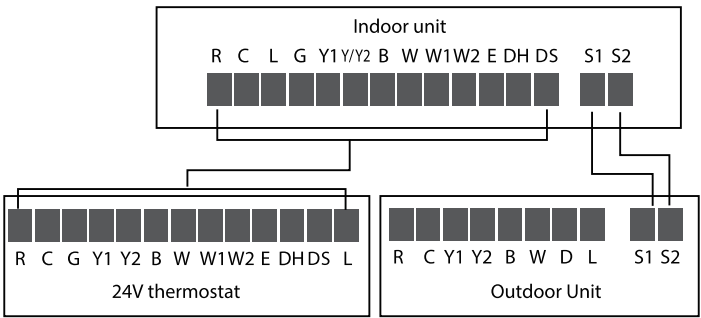 Indoor unit
R C L G Y1 Y/Y2 B W W1 W2 E DH DS S1 S2
R C G Y1 Y2 B W W1 W2 E DH DS L
24V thermostat
R C Y1 Y2 B W D L S1 S2
Outdoor Unit